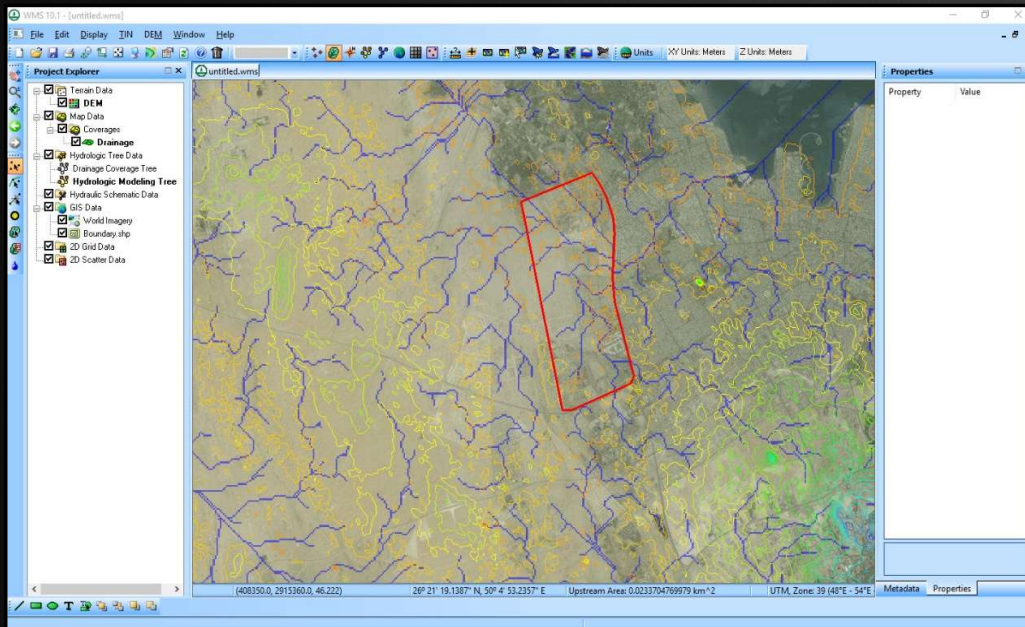 WMS 10.1 - [untitled.wms]
File Edit Display TIN DEM Window Help
Units XY Units: Meters Z Units: Meters
Project Explorer
untitled.wms
Properties
Property Value
Terrain Data
DEM
Map Data
Coverages
Drainage
Hydrologic Tree Data
Drainage Coverage Tree
Hydrologic Modeling Tree
Hydraulic Schematic Data
GIS Data
World Imagery
Boundary.shp
2D Grid Data
2D Scatter Data
(408350.0, 2915360.0, 46.222) 26º 21' 19.1387" N, 50º 4' 53.2357" E Upstream Area: 0.0233704769979 km^2 UTM, Zone: 39 (48°E - 54°E
Metadata Properties
T